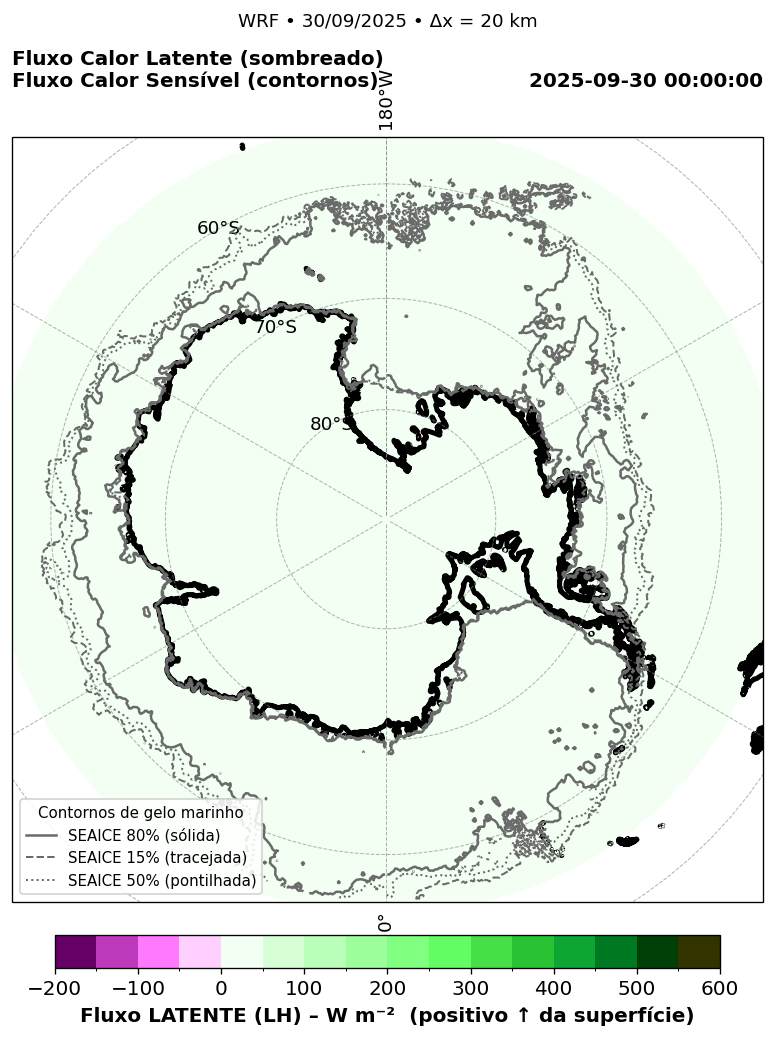 WRF • 30/09/2025 • Δx = 20 km
Fluxo Calor Latente (sombreado)
Fluxo Calor Sensível (contornos)
2025-09-30 00:00:00
180°W
60°S
70°S
80°S
Contornos de gelo marinho
SEAICE 80% (sólida)
SEAICE 15% (tracejada)
SEAICE 50% (pontilhada)
0°
−200 −100 0 100 200 300 400 500 600
Fluxo LATENTE (LH) – W m⁻² (positivo ↑ da superfície)